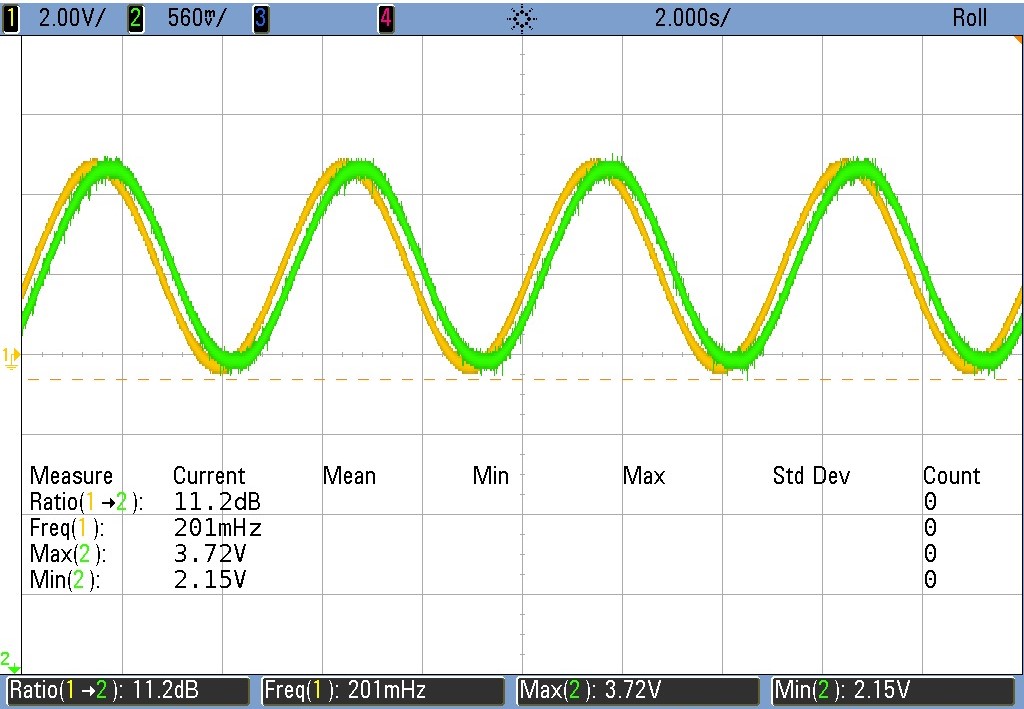 1 2.00V/ 2 560mV/ 3 4 2.000s/ Roll
1
Measure Current Mean Min Max Std Dev Count
Ratio(1→2): 11.2dB 0
Freq(1): 201mHz 0
Max(2): 3.72V 0
Min(2): 2.15V 0
2
Ratio(1→2): 11.2dB Freq(1): 201mHz Max(2): 3.72V Min(2): 2.15V